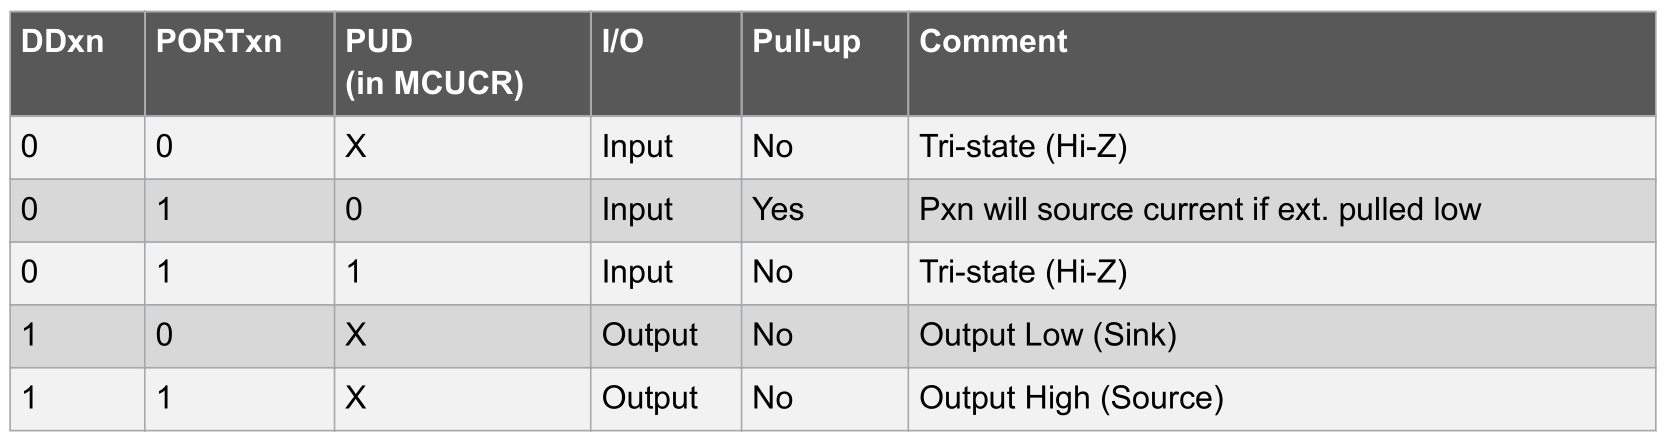 DDxn PORTxn PUD I/O Pull-up Comment
(in MCUCR)
0 0 X Input No Tri-state (Hi-Z)
0 1 0 Input Yes Pxn will source current if ext. pulled low
0 1 1 Input No Tri-state (Hi-Z)
1 0 X Output No Output Low (Sink)
1 1 X Output No Output High (Source)